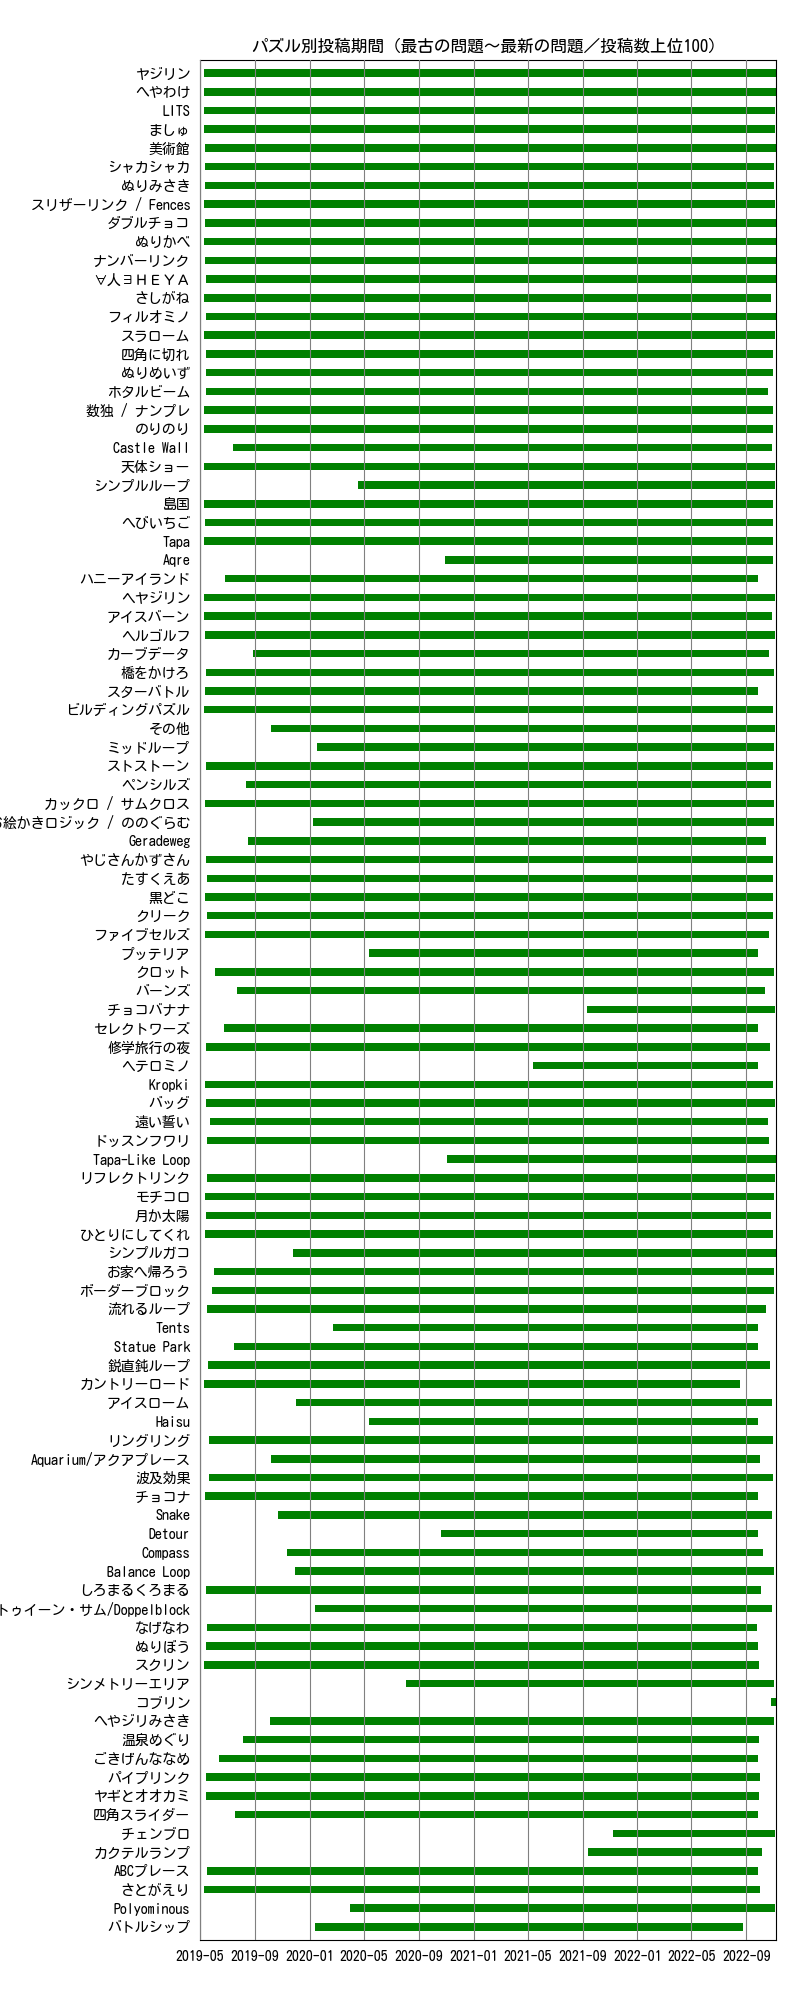 パズル別投稿期間（最古の問題～最新の問題／投稿数上位100）
ヤジリン
へやわけ
LITS
ましゅ
美術館
シャカシャカ
ぬりみさき
スリザーリンク / Fences
ダブルチョコ
ぬりかべ
ナンバーリンク
∀人∃ＨＥＹＡ
さしがね
フィルオミノ
スラローム
四角に切れ
ぬりめいず
ホタルビーム
数独 / ナンプレ
のりのり
Castle Wall
天体ショー
シンプルループ
島国
へびいちご
Tapa
Aqre
ハニーアイランド
ヘヤジリン
アイスバーン
ヘルゴルフ
カーブデータ
橋をかけろ
スターバトル
ビルディングパズル
その他
ミッドループ
ストストーン
ペンシルズ
カックロ / サムクロス
絵かきロジック / ののぐらむ
Geradeweg
やじさんかずさん
たすくえあ
黒どこ
クリーク
ファイブセルズ
プッテリア
クロット
バーンズ
チョコバナナ
セレクトワーズ
修学旅行の夜
ヘテロミノ
Kropki
バッグ
遠い誓い
ドッスンフワリ
Tapa-Like Loop
リフレクトリンク
モチコロ
月か太陽
ひとりにしてくれ
シンプルガコ
お家へ帰ろう
ボーダーブロック
流れるループ
Tents
Statue Park
鋭直鈍ループ
カントリーロード
アイスローム
Haisu
リングリング
Aquarium/アクアプレース
波及効果
チョコナ
Snake
Detour
Compass
Balance Loop
しろまるくろまる
トゥイーン・サム/Doppelblock
なげなわ
ぬりぼう
スクリン
シンメトリーエリア
コブリン
へやジリみさき
温泉めぐり
ごきげんななめ
パイプリンク
ヤギとオオカミ
四角スライダー
チェンブロ
カクテルランプ
ABCプレース
さとがえり
Polyominous
バトルシップ
2019-05 2019-09 2020-01 2020-05 2020-09 2021-01 2021-05 2021-09 2022-01 2022-05 2022-09